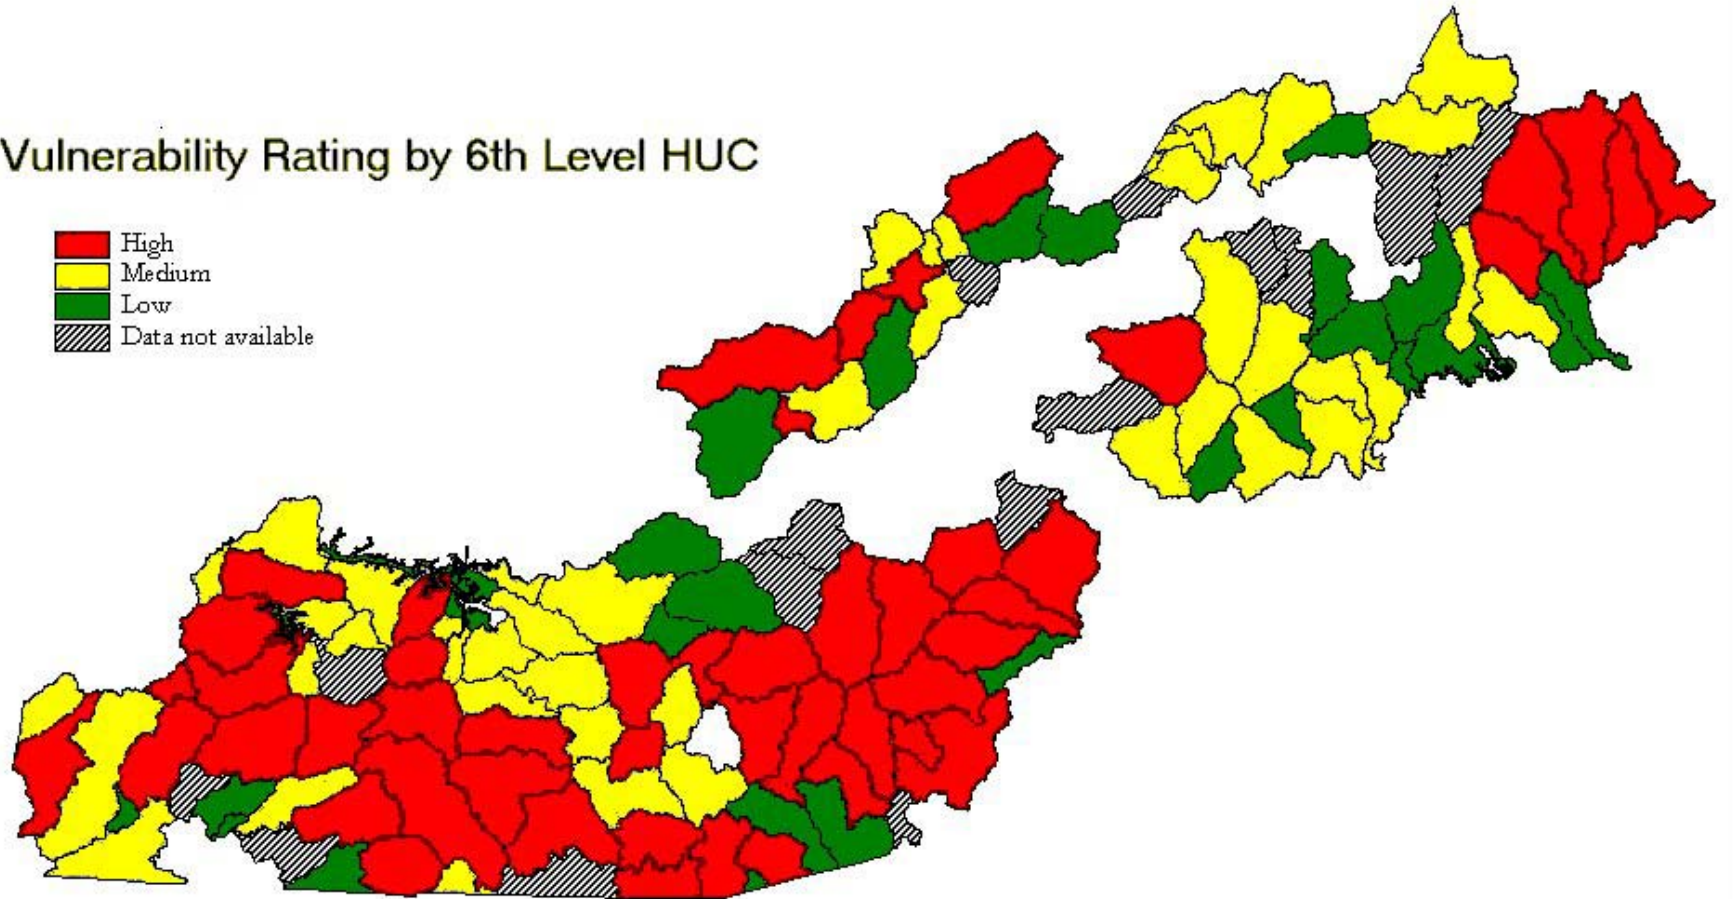 Vulnerability Rating by 6th Level HUC
High
Medium
Low
Data not available